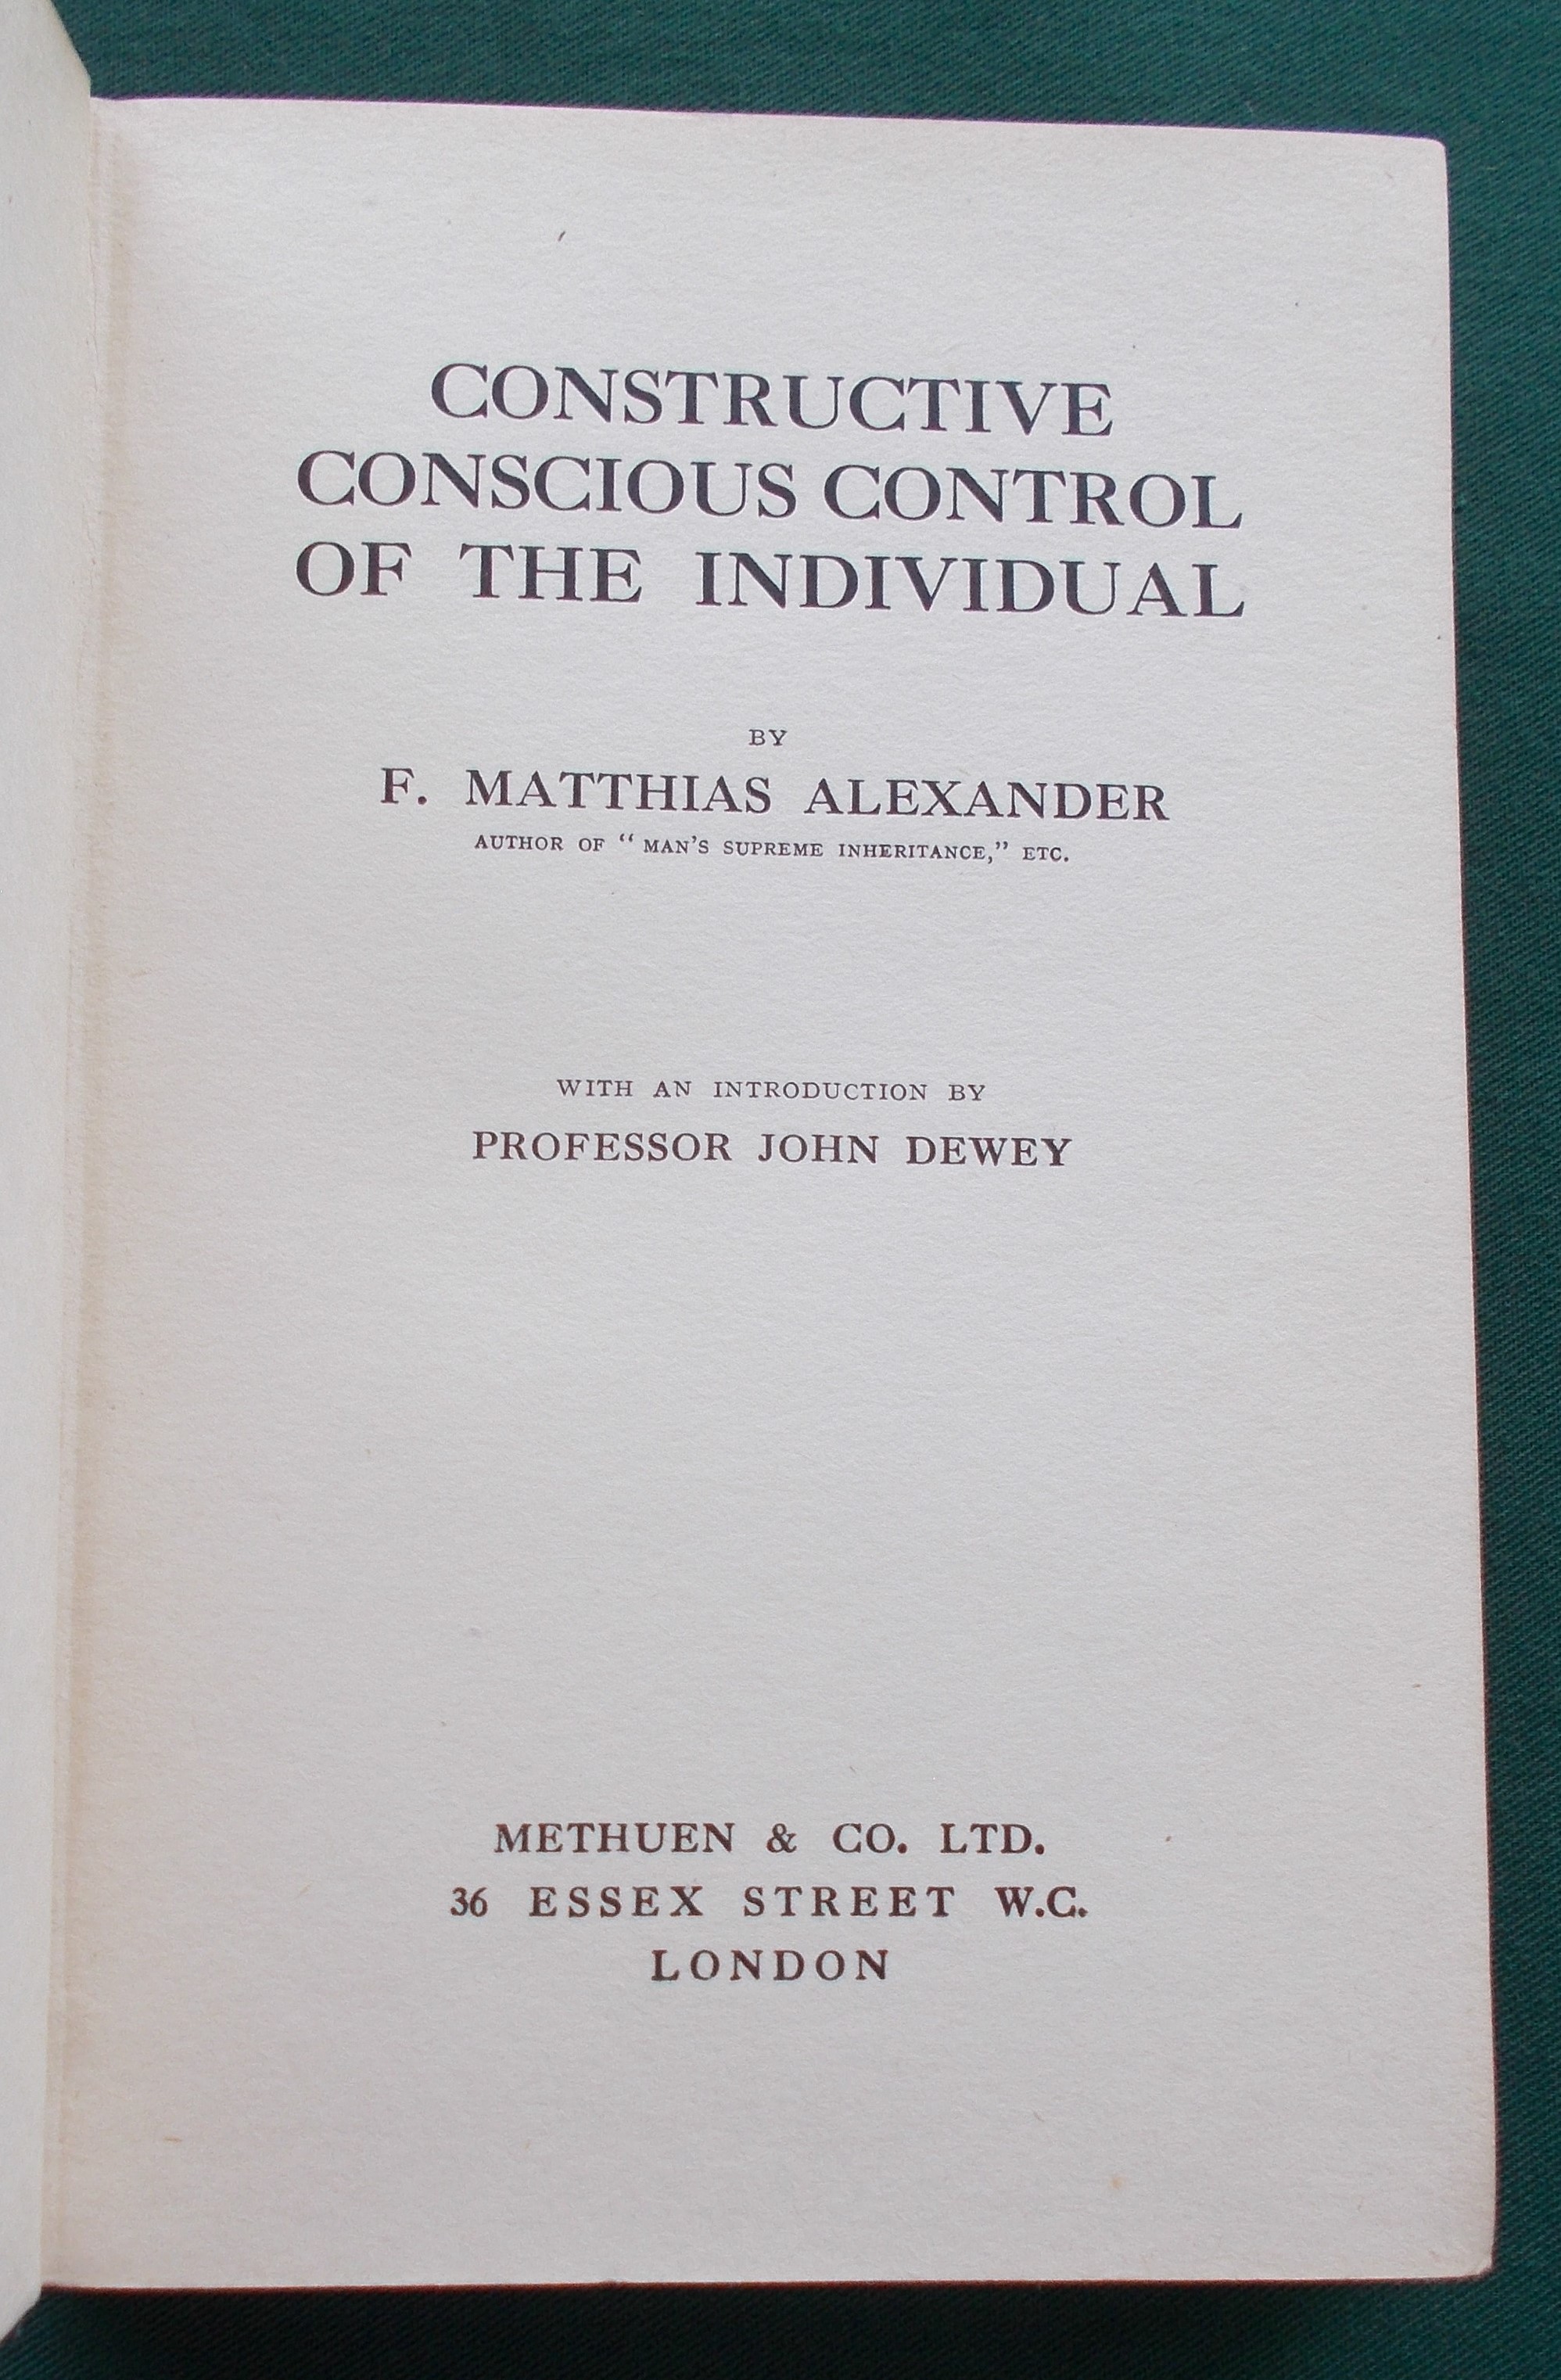 CONSTRUCTIVE
CONSCIOUS CONTROL
OF THE INDIVIDUAL
BY
F. MATTHIAS ALEXANDER
AUTHOR OF “MAN’S SUPREME INHERITANCE,” ETC.
WITH AN INTRODUCTION BY
PROFESSOR JOHN DEWEY
METHUEN & CO. LTD.
36 ESSEX STREET W.C.
LONDON